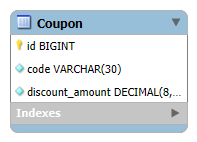 Coupon
id BIGINT
code VARCHAR(30)
discount_amount DECIMAL(8,...
Indexes